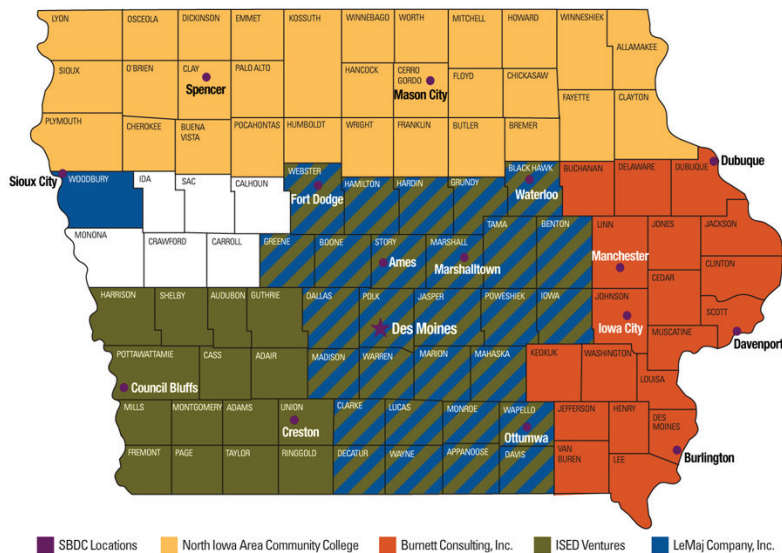 LYON
OSCEOLA
DICKINSON
EMMET
KOSSUTH
WINNEBAGO
WORTH
MITCHELL
HOWARD
WINNESHIEK
ALLAMAKEE
SIOUX
O'BRIEN
CLAY
Spencer
PALO ALTO
HANCOCK
CERRO
GORDO
Mason City
FLOYD
CHICKASAW
FAYETTE
CLAYTON
PLYMOUTH
CHEROKEE
BUENA
VISTA
POCAHONTAS
HUMBOLDT
WRIGHT
FRANKLIN
BUTLER
BREMER
Sioux City
WOODBURY
IDA
SAC
CALHOUN
WEBSTER
Fort Dodge
HAMILTON
HARDIN
GRUNDY
BLACK HAWK
Waterloo
BUCHANAN
DELAWARE
DUBUQUE
Dubuque
MONONA
CRAWFORD
CARROLL
GREENE
BOONE
STORY
Ames
MARSHALL
Marshalltown
TAMA
BENTON
LINN
Manchester
JONES
JACKSON
CLINTON
CEDAR
HARRISON
SHELBY
AUDUBON
GUTHRIE
DALLAS
POLK
Des Moines
JASPER
POWESHIEK
IOWA
JOHNSON
Iowa City
SCOTT
Davenport
MUSCATINE
POTTAWATTAMIE
Council Bluffs
CASS
ADAIR
MADISON
WARREN
MARION
MAHASKA
KEOKUK
WASHINGTON
LOUISA
MILLS
MONTGOMERY
ADAMS
UNION
Creston
CLARKE
LUCAS
MONROE
WAPELLO
Ottumwa
JEFFERSON
HENRY
DES
MOINES
Burlington
FREMONT
PAGE
TAYLOR
RINGGOLD
DECATUR
WAYNE
APPANOOSE
DAVIS
VAN
BUREN
LEE
SBDC Locations
North Iowa Area Community College
Burnett Consulting, Inc.
ISED Ventures
LeMaj Company, Inc.